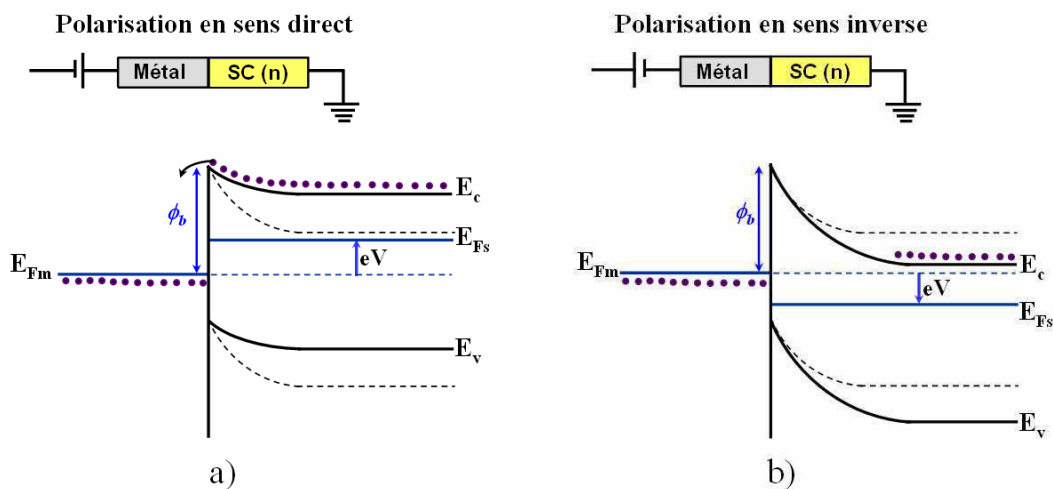 Polarisation en sens direct
Métal
SC (n)
ϕb
Ec
EFs
eV
EFm
Ev
a)
Polarisation en sens inverse
Métal
SC (n)
ϕb
EFm
Ec
eV
EFs
Ev
b)